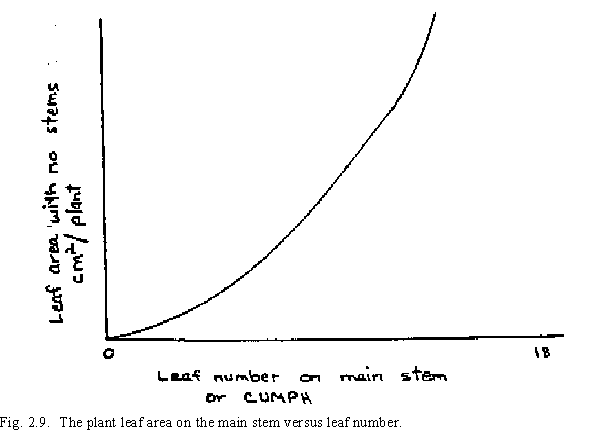 Leaf area with no stems
cm²/plant
0
18
Leaf number on main stem
or CUMPH
Fig. 2.9. The plant leaf area on the main stem versus leaf number.